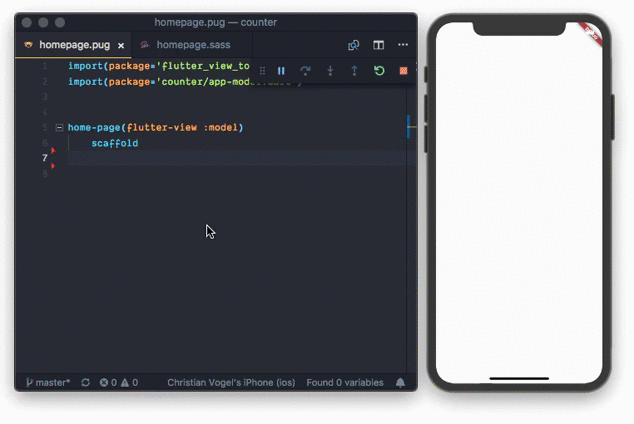 homepage.pug — counter
homepage.pug × homepage.sass
1 import(package='flutter_view_to
2 import(package='counter/app-model
3
4
5 home-page(flutter-view :model)
6 scaffold
7
8
master* 0 0 Christian Vogel's iPhone (ios) Found 0 variables